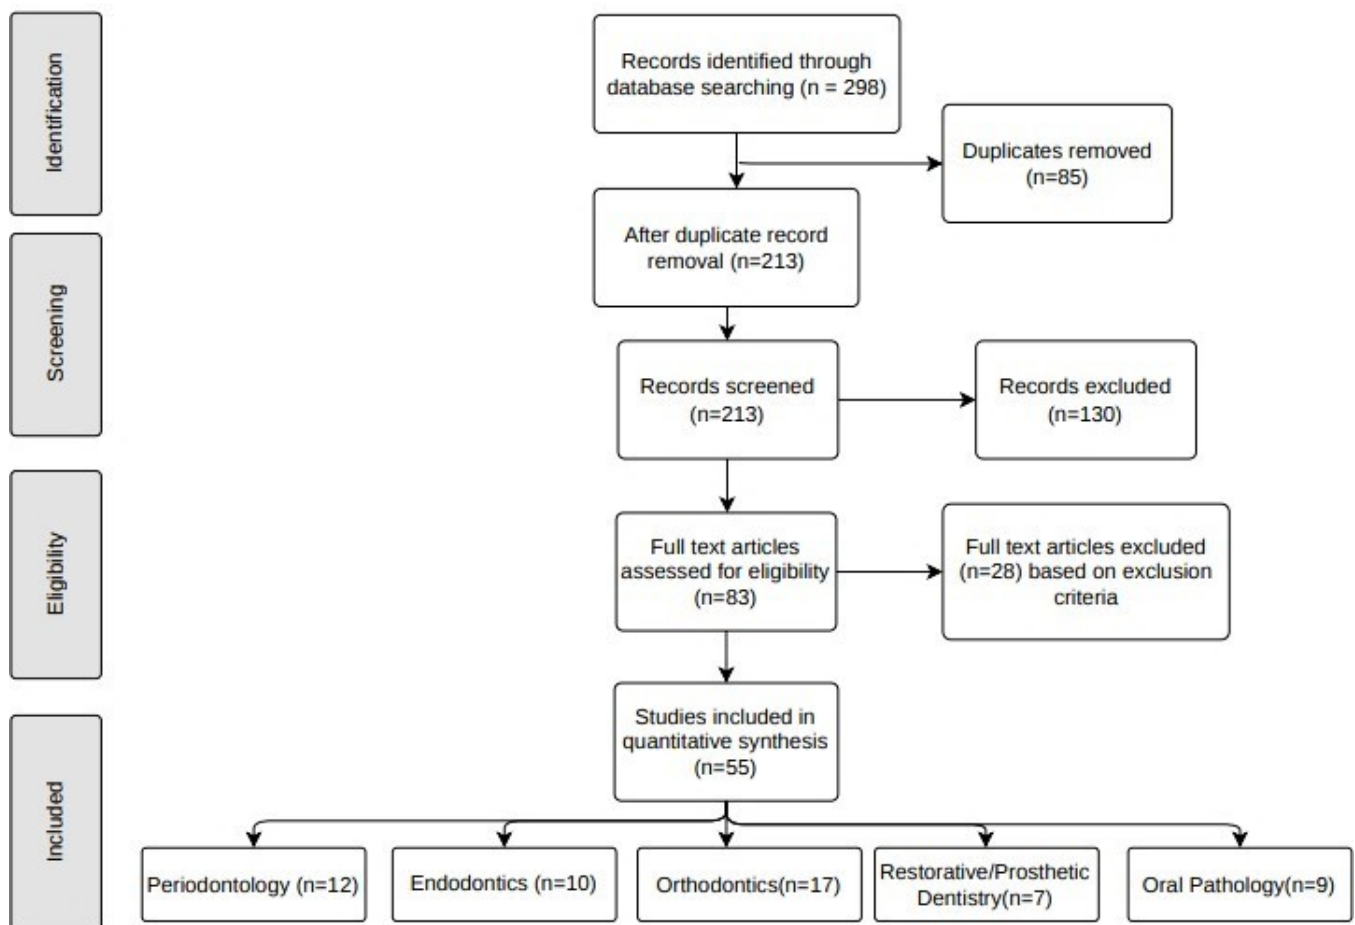 Identification
Records identified through
database searching (n = 298)
Duplicates removed
(n=85)
After duplicate record
removal (n=213)
Screening
Records screened
(n=213)
Records excluded
(n=130)
Eligibility
Full text articles
assessed for eligibility
(n=83)
Full text articles excluded
(n=28) based on exclusion
criteria
Included
Studies included in
quantitative synthesis
(n=55)
Periodontology (n=12)
Endodontics (n=10)
Orthodontics(n=17)
Restorative/Prosthetic
Dentistry(n=7)
Oral Pathology(n=9)